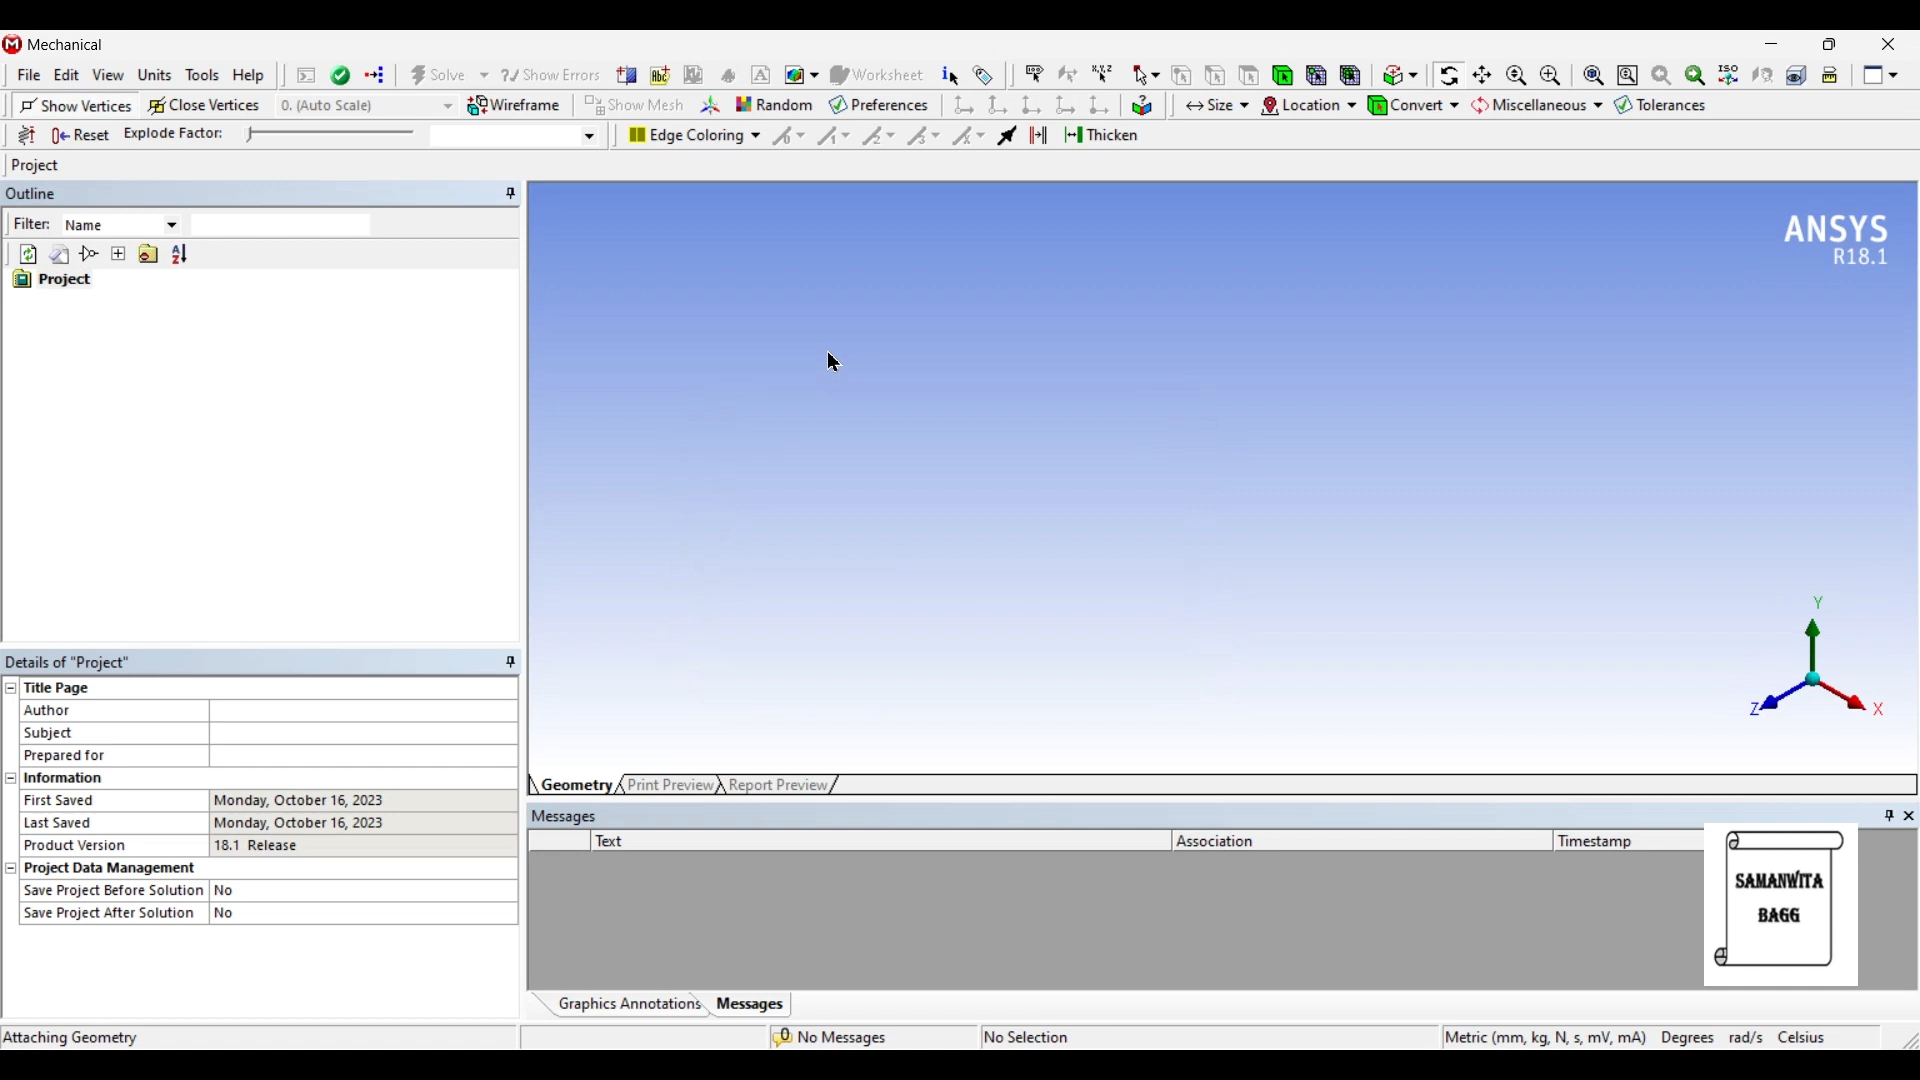 Mechanical
File Edit View Units Tools Help Solve ?/ Show Errors Worksheet
Show Vertices Close Vertices 0. (Auto Scale) Wireframe Show Mesh Random Preferences Size Location Convert Miscellaneous Tolerances
Reset Explode Factor: Edge Coloring Thicken
Project
Outline
Filter: Name
Project
ANSYS
R18.1
Y
Z
X
Details of "Project"
Title Page
Author
Subject
Prepared for
Information
First Saved Monday, October 16, 2023
Last Saved Monday, October 16, 2023
Product Version 18.1 Release
Project Data Management
Save Project Before Solution No
Save Project After Solution No
Geometry Print Preview Report Preview
Messages
Text Association Timestamp
SAMANWITA
BAGG
Graphics Annotations Messages
Attaching Geometry 0 No Messages No Selection Metric (mm, kg, N, s, mV, mA) Degrees rad/s Celsius